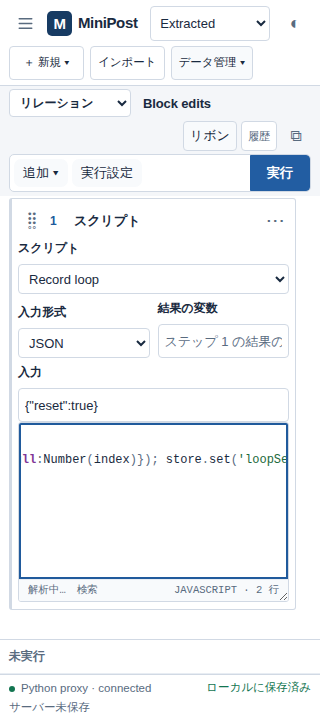 M MiniPost Extracted
+ 新規 ▾ インポート データ管理 ▾
リレーション Block edits
リボン 履歴
追加 ▾ 実行設定 実行
1 スクリプト ...
スクリプト
Record loop
入力形式 結果の変数
JSON ステップ 1 の結果の
入力
{"reset":true}
ll:Number(index)}); store.set('loopSe
解析中… 検索 JAVASCRIPT · 2 行
未実行
Python proxy · connected ローカルに保存済み
サーバー未保存